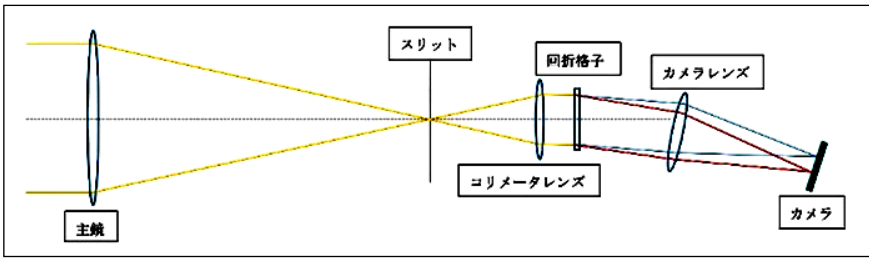 スリット
回折格子
カメラレンズ
コリメータレンズ
主鏡
カメラ